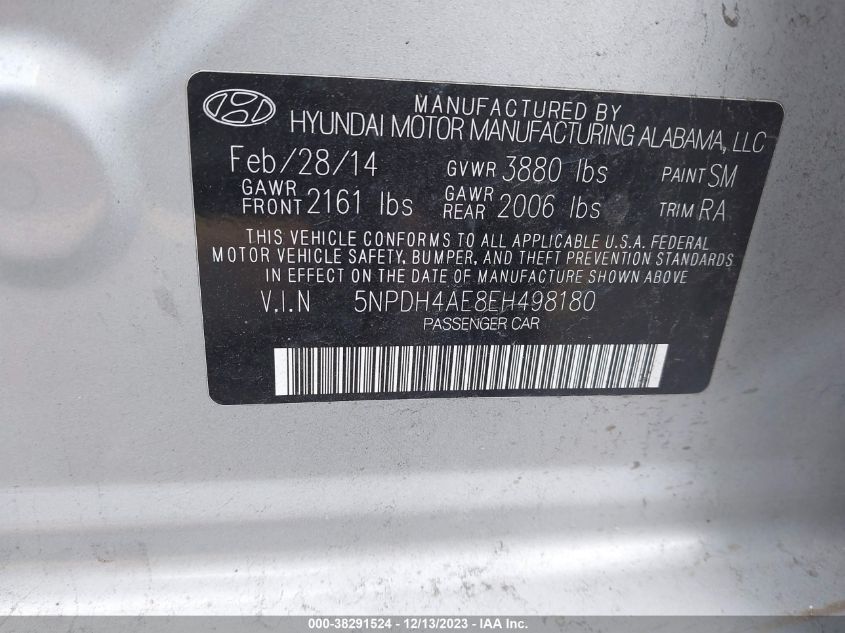 MANUFACTURED BY
HYUNDAI MOTOR MANUFACTURING ALABAMA, LLC
Feb/28/14 GVWR 3880 lbs PAINT SM
GAWR FRONT 2161 lbs GAWR REAR 2006 lbs TRIM RA
THIS VEHICLE CONFORMS TO ALL APPLICABLE U.S.A. FEDERAL
MOTOR VEHICLE SAFETY, BUMPER, AND THEFT PREVENTION STANDARDS
IN EFFECT ON THE DATE OF MANUFACTURE SHOWN ABOVE.
V.I.N 5NPDH4AE8EH498180
PASSENGER CAR
000-38291524 - 12/13/2023 - IAA Inc.